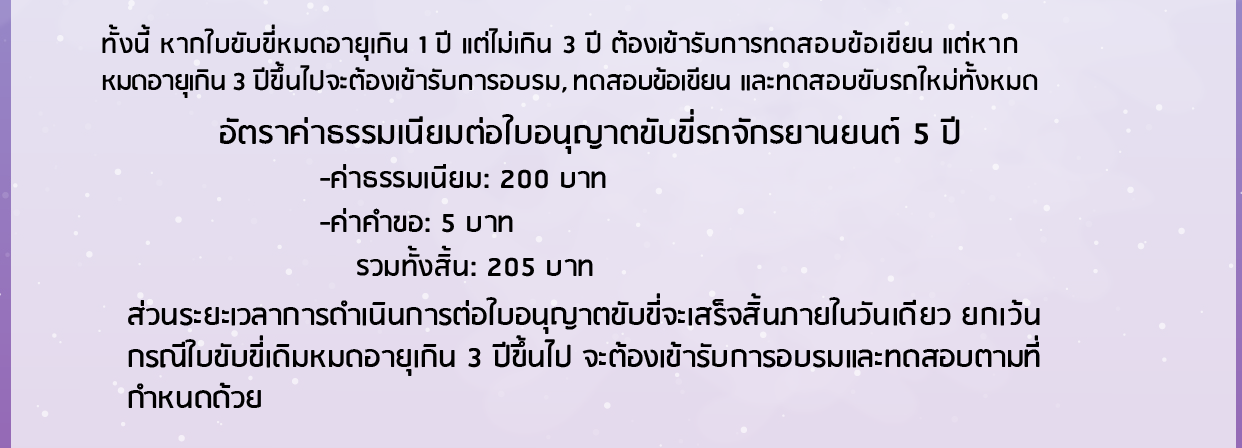 ทั้งนี้ หากใบขับขี่หมดอายุเกิน 1 ปี แต่ไม่เกิน 3 ปี ต้องเข้ารับการทดสอบข้อเขียน แต่หาก
หมดอายุเกิน 3 ปีขึ้นไปจะต้องเข้ารับการอบรม, ทดสอบข้อเขียน และทดสอบขับรถใหม่ทั้งหมด
อัตราค่าธรรมเนียมต่อใบอนุญาตขับขี่รถจักรยานยนต์ 5 ปี
-ค่าธรรมเนียม: 200 บาท
-ค่าคำขอ: 5 บาท
รวมทั้งสิ้น: 205 บาท
ส่วนระยะเวลาการดำเนินการต่อใบอนุญาตขับขี่จะเสร็จสิ้นภายในวันเดียว ยกเว้น
กรณีใบขับขี่เดิมหมดอายุเกิน 3 ปีขึ้นไป จะต้องเข้ารับการอบรมและทดสอบตามที่
กำหนดด้วย